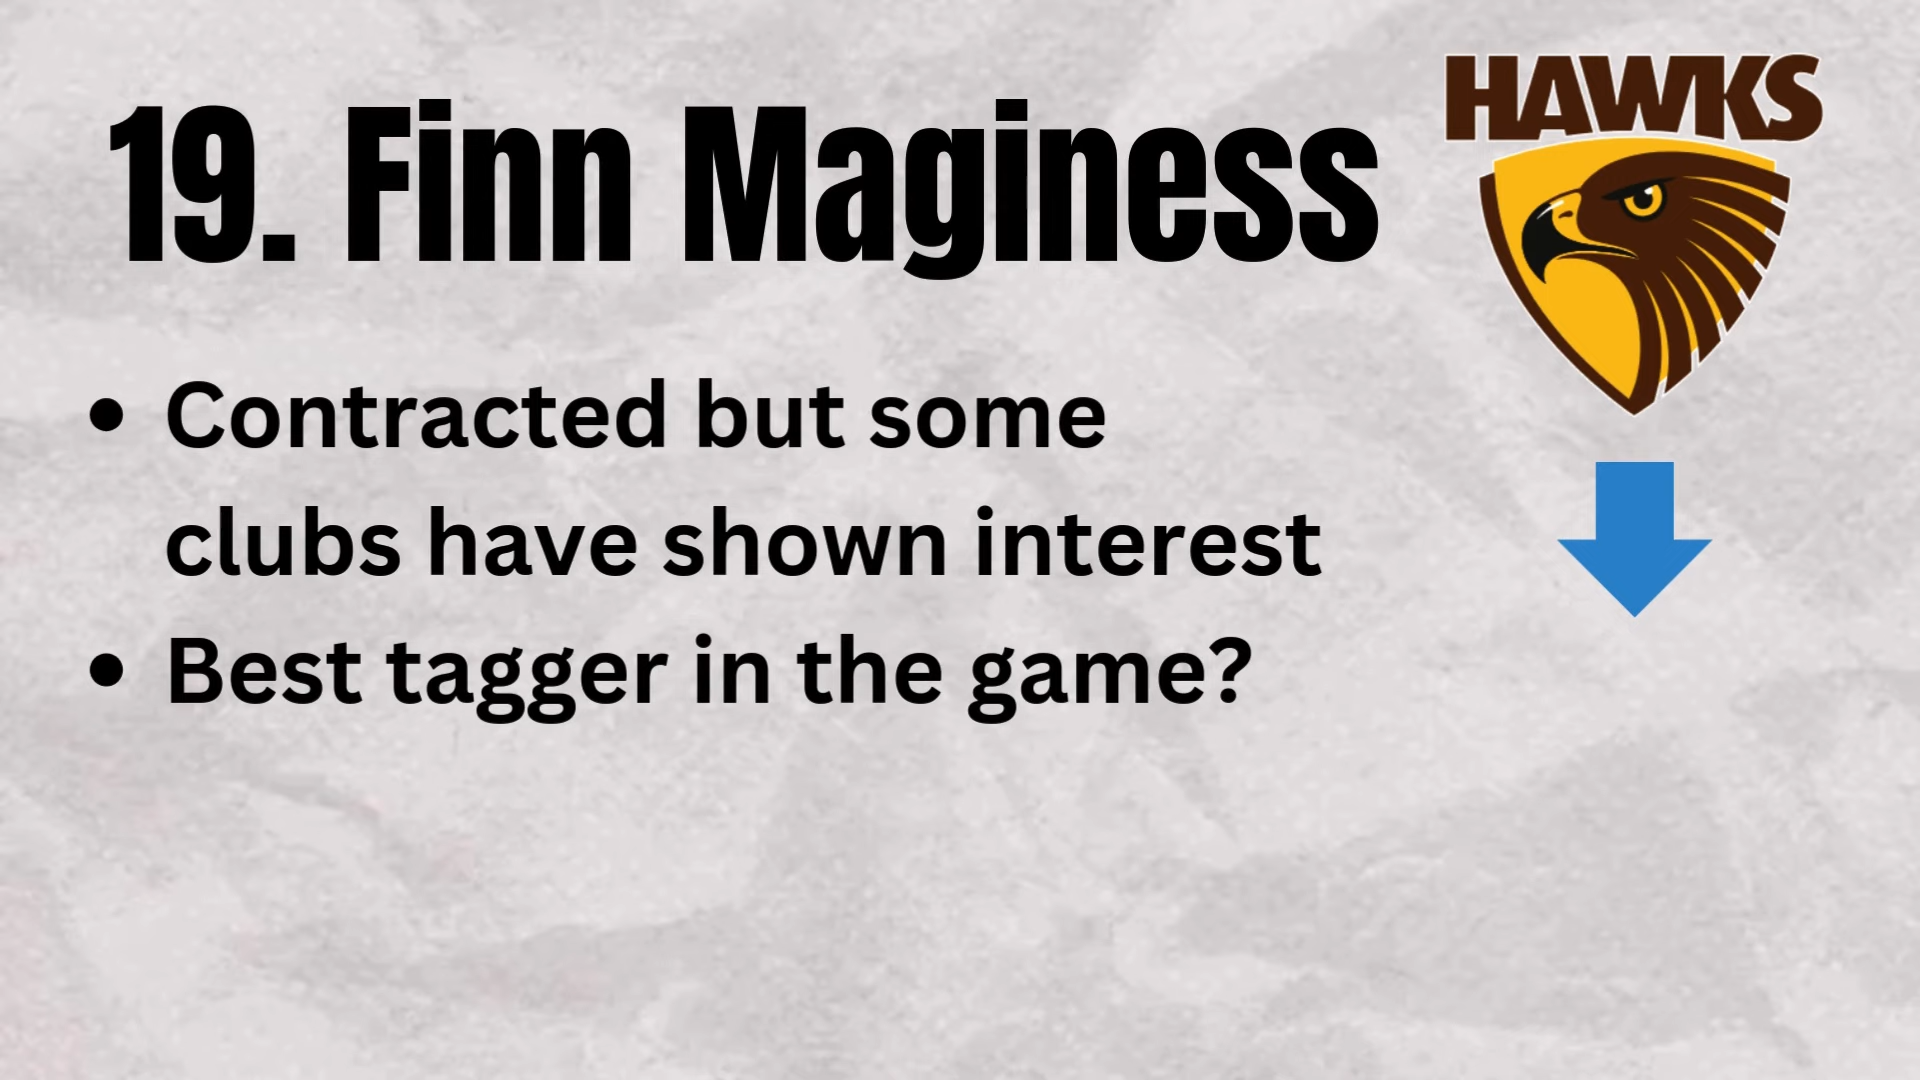 HAWKS
19. Finn Maginess
• Contracted but some
clubs have shown interest
• Best tagger in the game?